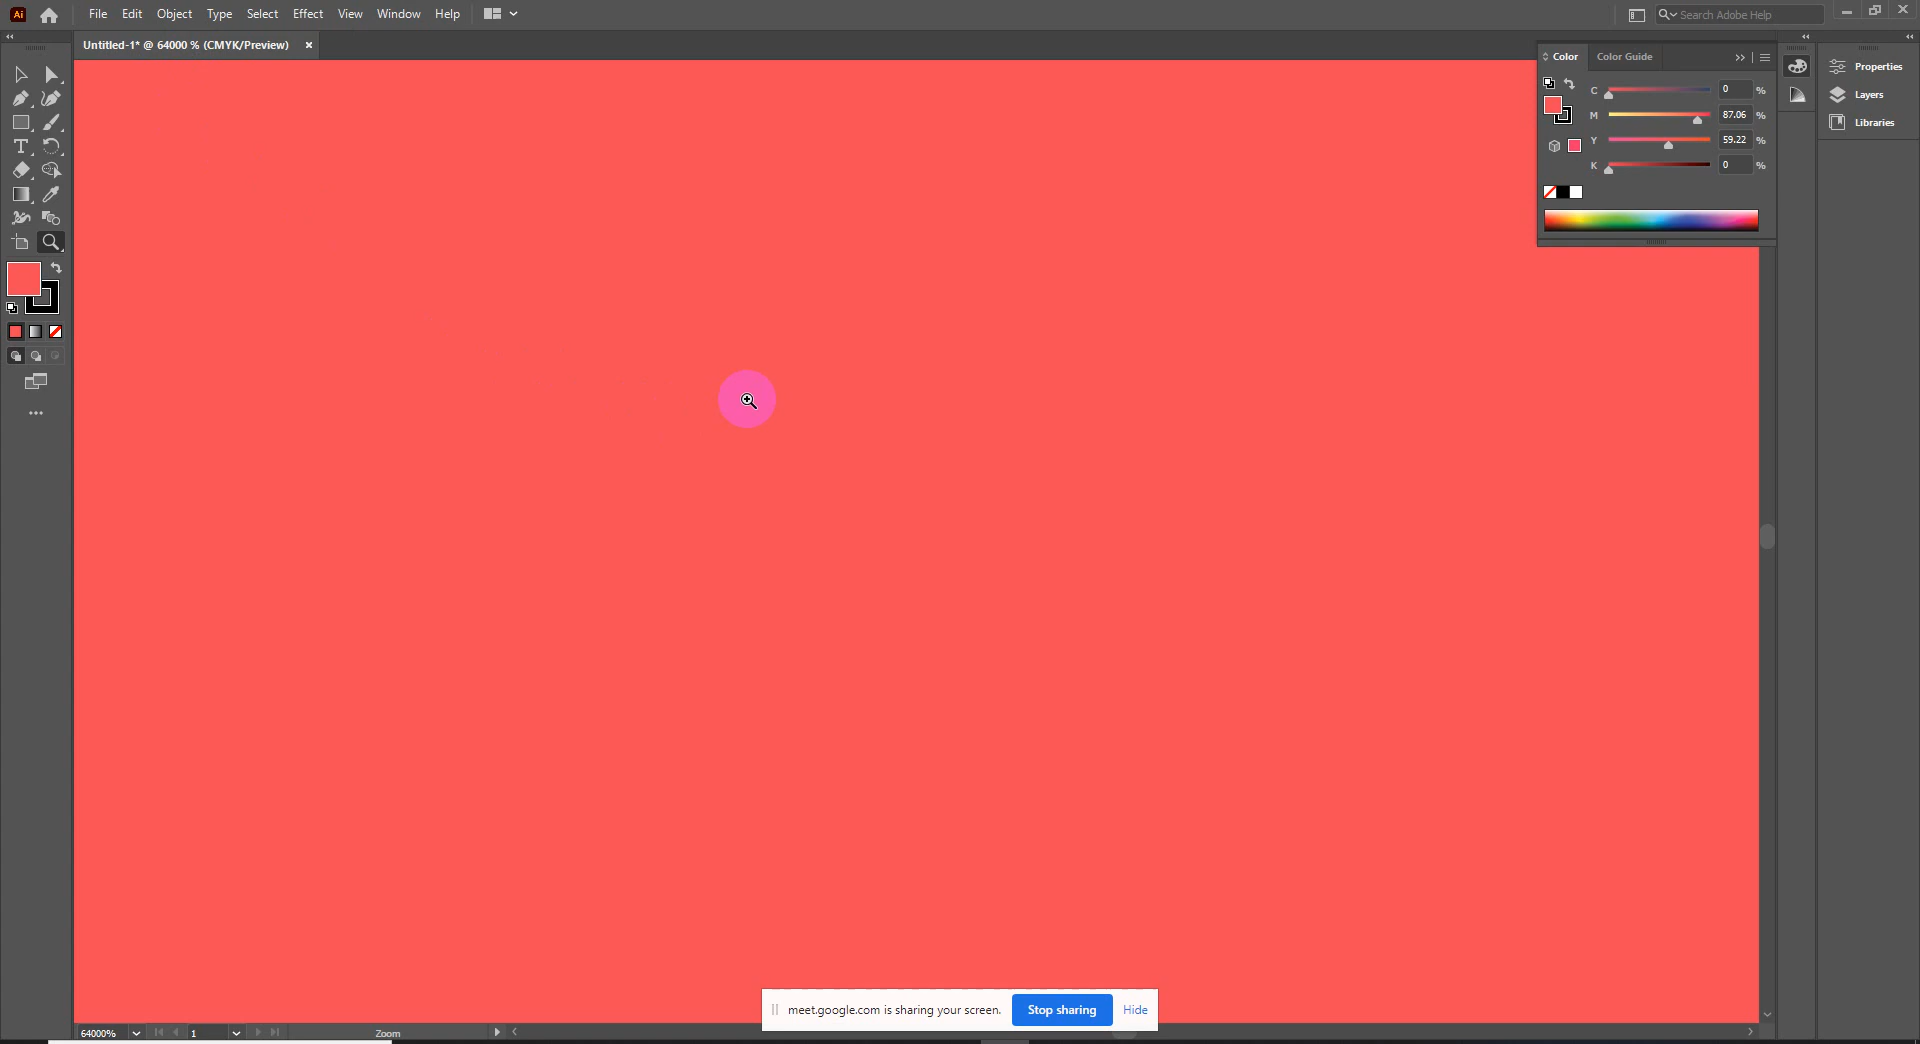 Ai File Edit Object Type Select Effect View Window Help Search Adobe Help
Untitled-1* @ 64000 % (CMYK/Preview) ×
Color Color Guide
C 0 %
M 87.06 %
Y 59.22 %
K 0 %
Properties
Layers
Libraries
T
meet.google.com is sharing your screen. Stop sharing Hide
64000% 1 Zoom